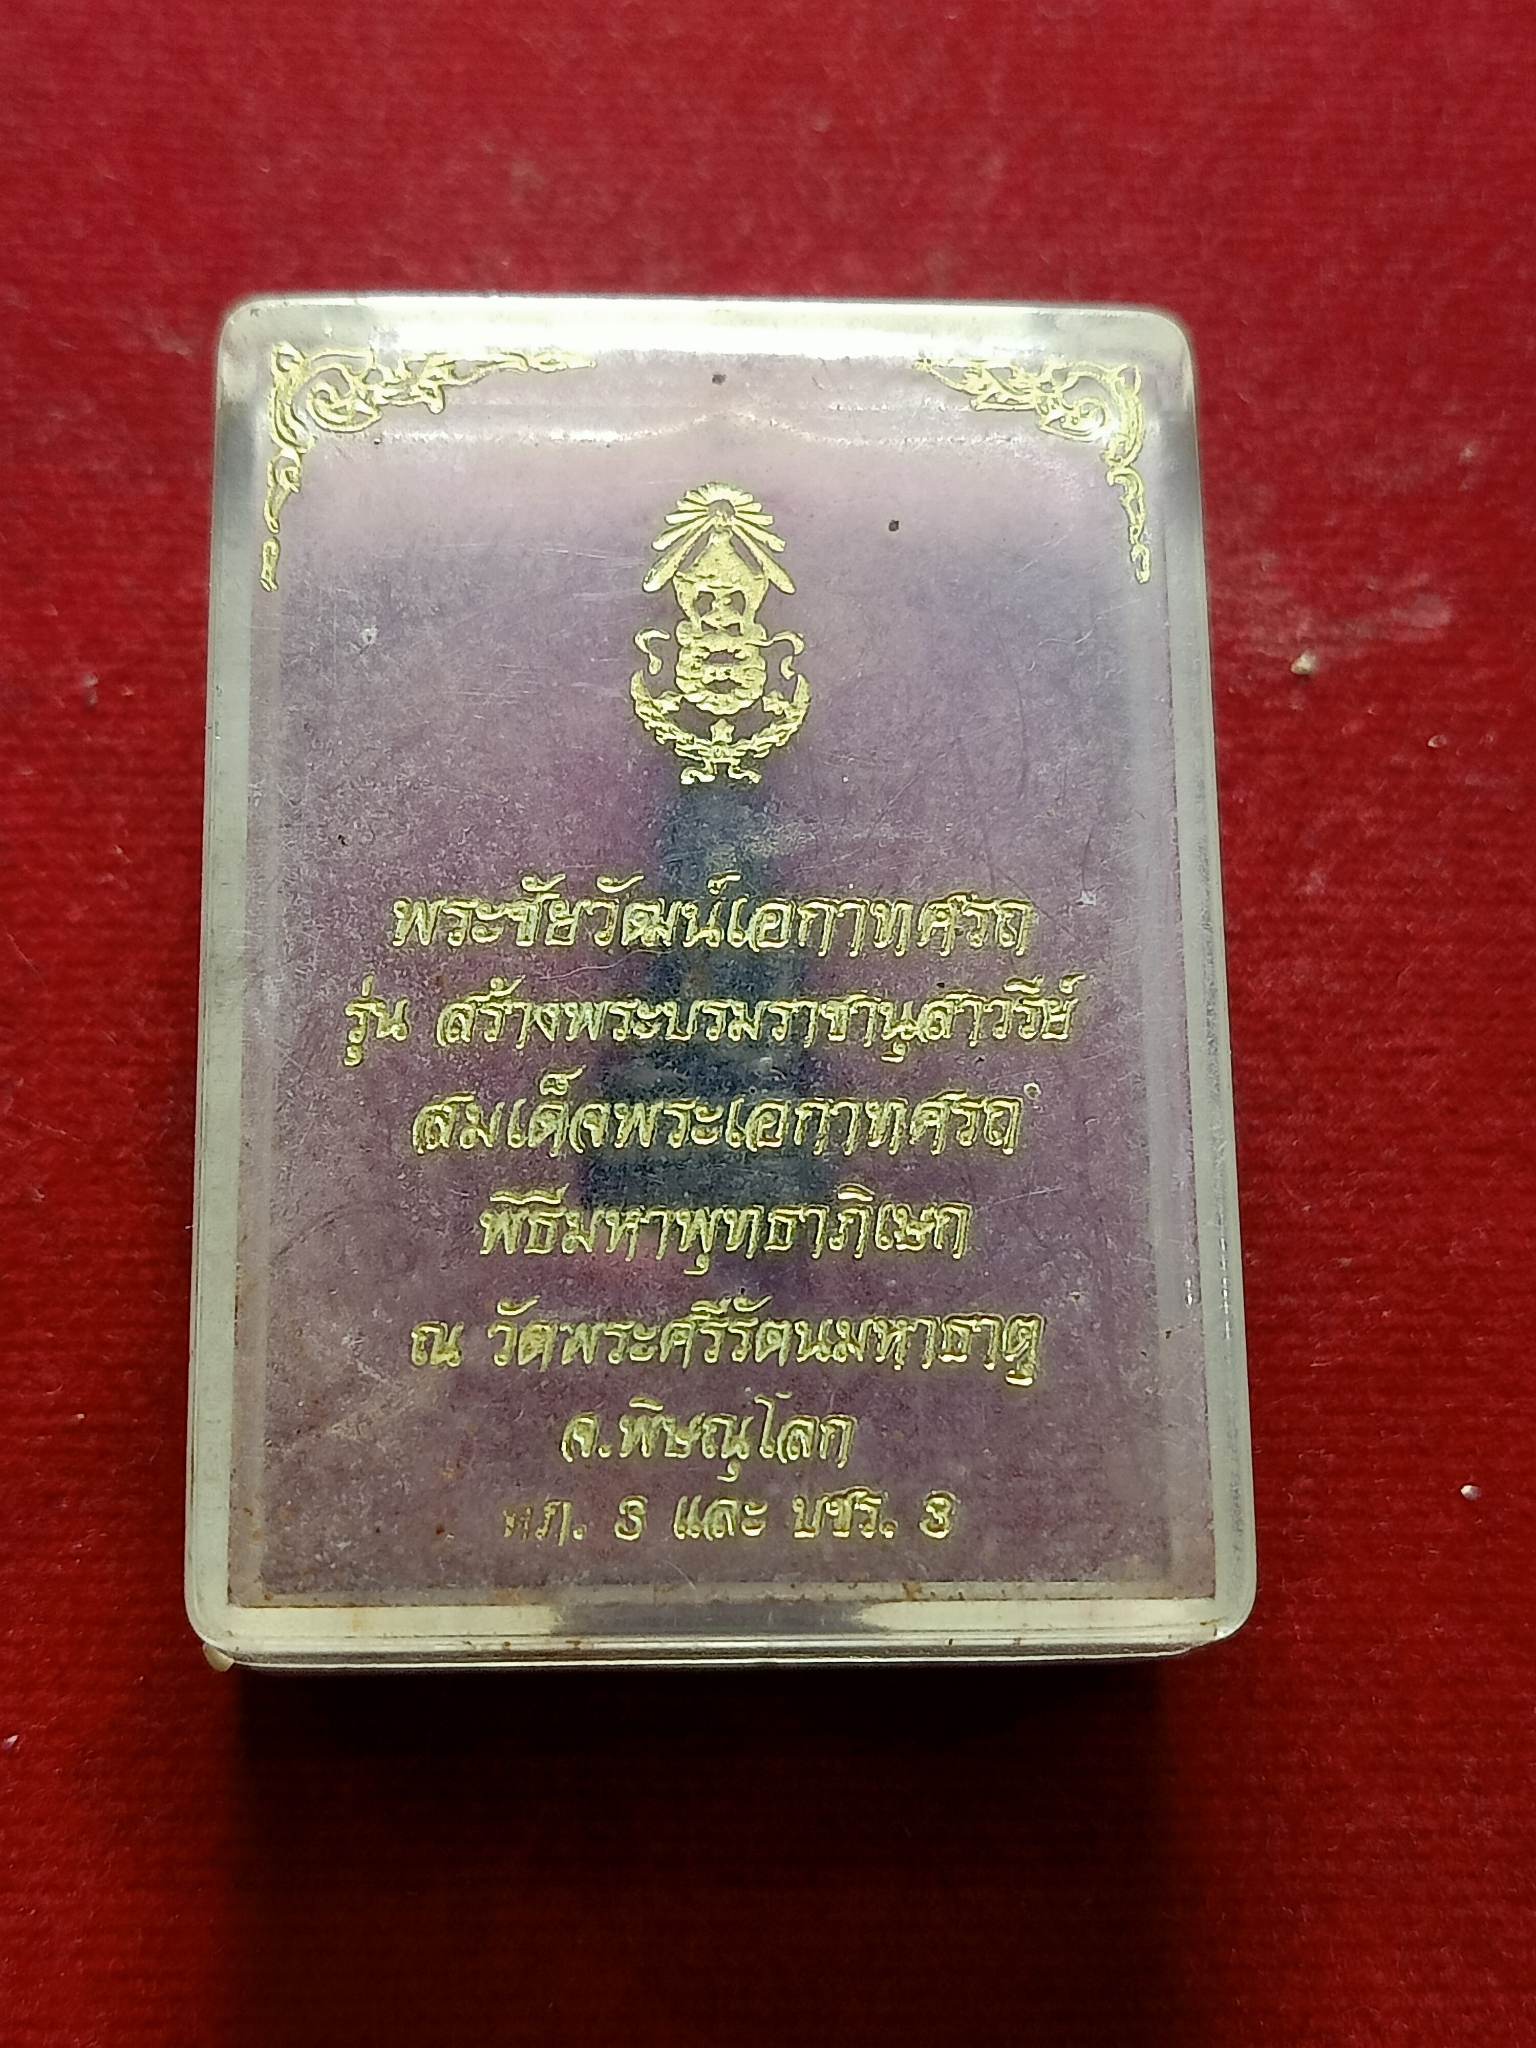 พระชัยวัฒน์เอกาทศรถ
รุ่น สร้างพระบรมราชานุสาวรีย์
สมเด็จพระเอกาทศรถ
พิธีมหาพุทธาภิเษก
ณ วัดพระศรีรัตนมหาธาตุ
จ.พิษณุโลก
ทภ. 3 และ บชร. 3